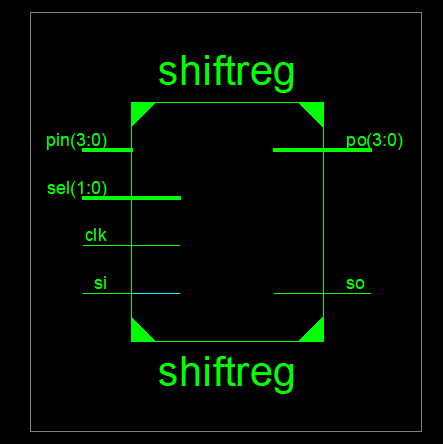 shiftreg
pin(3:0)
po(3:0)
sel(1:0)
clk
si
so
shiftreg